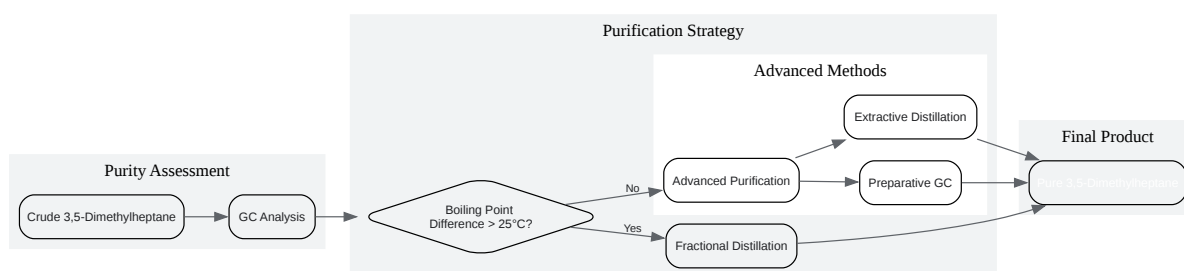 Purification Strategy
Advanced Methods
Extractive Distillation
Final Product
Purity Assessment
No
Advanced Purification
Preparative GC
Pure 3,5-Dimethylheptane
Crude 3,5-Dimethylheptane
GC Analysis
Boiling Point
Difference > 25°C?
Yes
Fractional Distillation